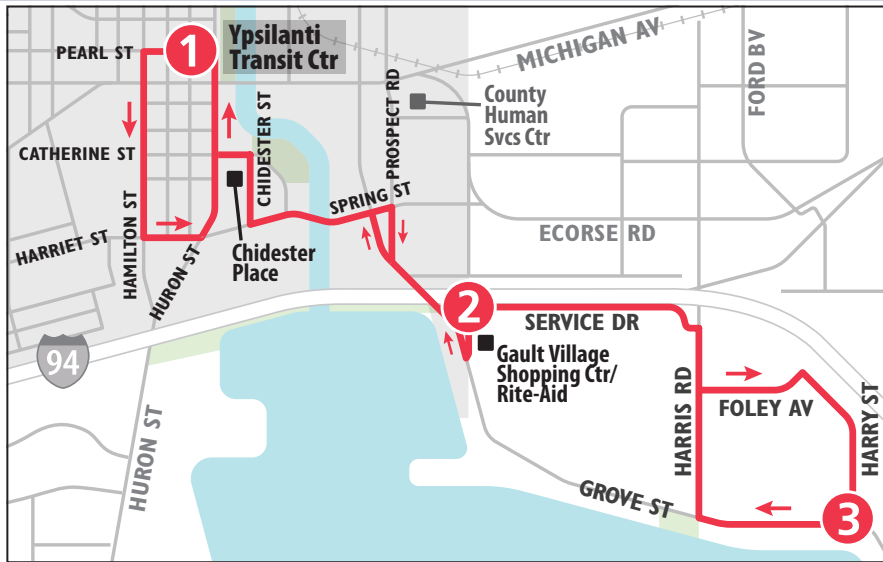 PEARL ST
1
Ypsilanti
Transit Ctr
MICHIGAN AV
FORD BV
County
Human
Svcs Ctr
PROSPECT RD
CHIDESTER ST
CATHERINE ST
SPRING ST
HAMILTON ST
HARRIET ST
HURON ST
Chidester
Place
ECORSE RD
2
SERVICE DR
94
Gault Village
Shopping Ctr/
Rite-Aid
HARRIS RD
FOLEY AV
HARRY ST
HURON ST
GROVE ST
3